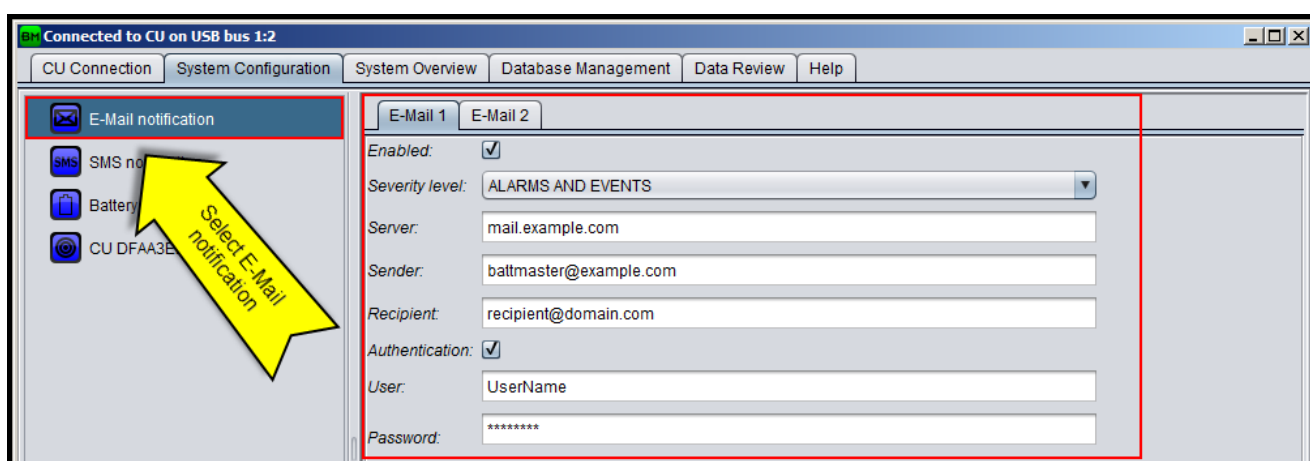 BM Connected to CU on USB bus 1:2
CU Connection System Configuration System Overview Database Management Data Review Help
E-Mail notification
SMS SMS no
Battery
CU DFAA3E
Select E-Mail
notification
E-Mail 1 E-Mail 2
Enabled:
Severity level: ALARMS AND EVENTS
Server: mail.example.com
Sender: battmaster@example.com
Recipient: recipient@domain.com
Authentication:
User: UserName
Password: ********